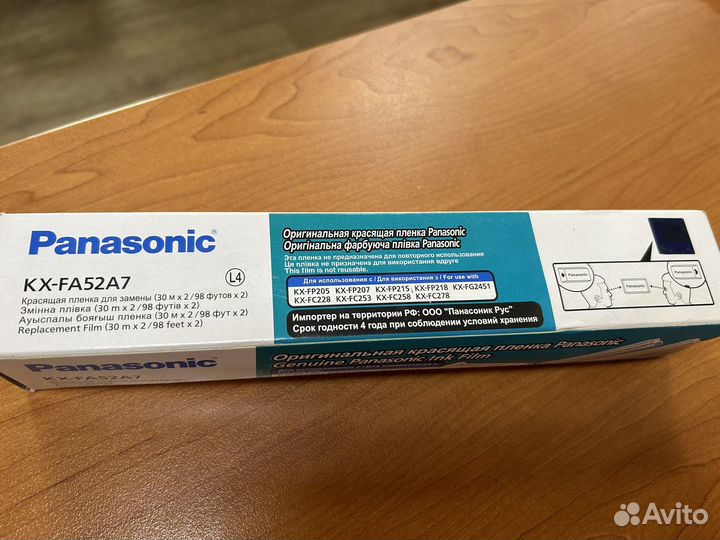 Panasonic®
KX-FA52A7
L4
Красящая пленка для замены (30 м x 2/98 футов x 2)
Змінна плівка (30 м x 2/98 футів x 2)
Ауыспалы бояғыш пленка (30 м x 2/98 фут x 2)
Replacement Film (30 m x 2/98 feet x 2)
Оригинальная красящая пленка Panasonic
Оригінальна фарбуюча плівка Panasonic
Эта пленка не предназначена для повторного использования
Ця плівка не призначена для використання вдруге
This film is not reusable.
Для использования с / Для використання з / For use with
KX-FP205 KX-FP207 KX-FP215 KX-FP218 KX-FG2451
KX-FC228 KX-FC253 KX-FC258 KX-FC278
Импортер на территории РФ: ООО "Панасоник Рус"
Срок годности 4 года при соблюдении условий хранения
Panasonic
Panasonic
Panasonic
Panasonic
KX-FA52A7
Оригинальная красящая пленка Panasonic
Genuine Panasonic Ink Film
Avito